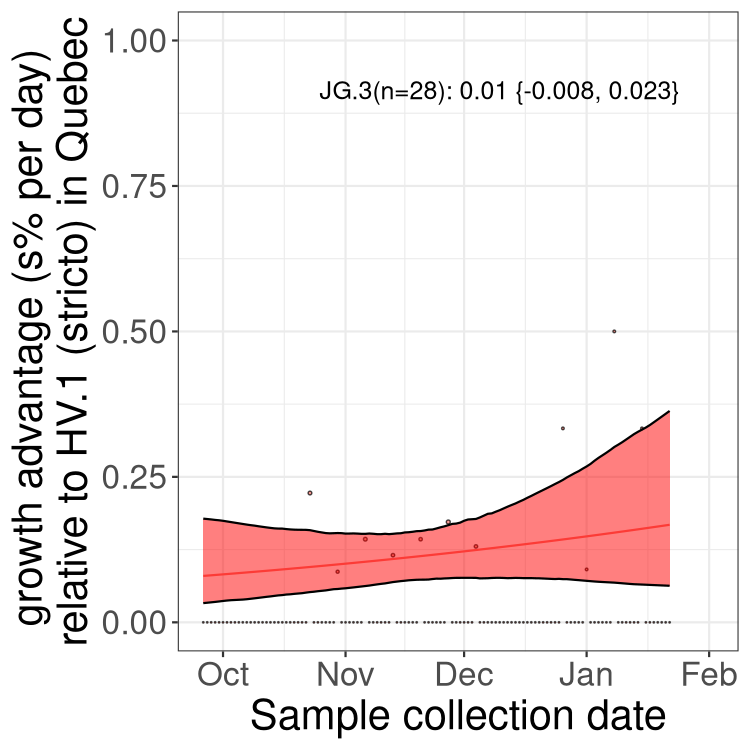 growth advantage (s% per day)
relative to HV.1 (stricto) in Quebec
1.00
JG.3(n=28): 0.01 {-0.008, 0.023}
0.75
0.50
0.25
0.00
Oct Nov Dec Jan Feb
Sample collection date